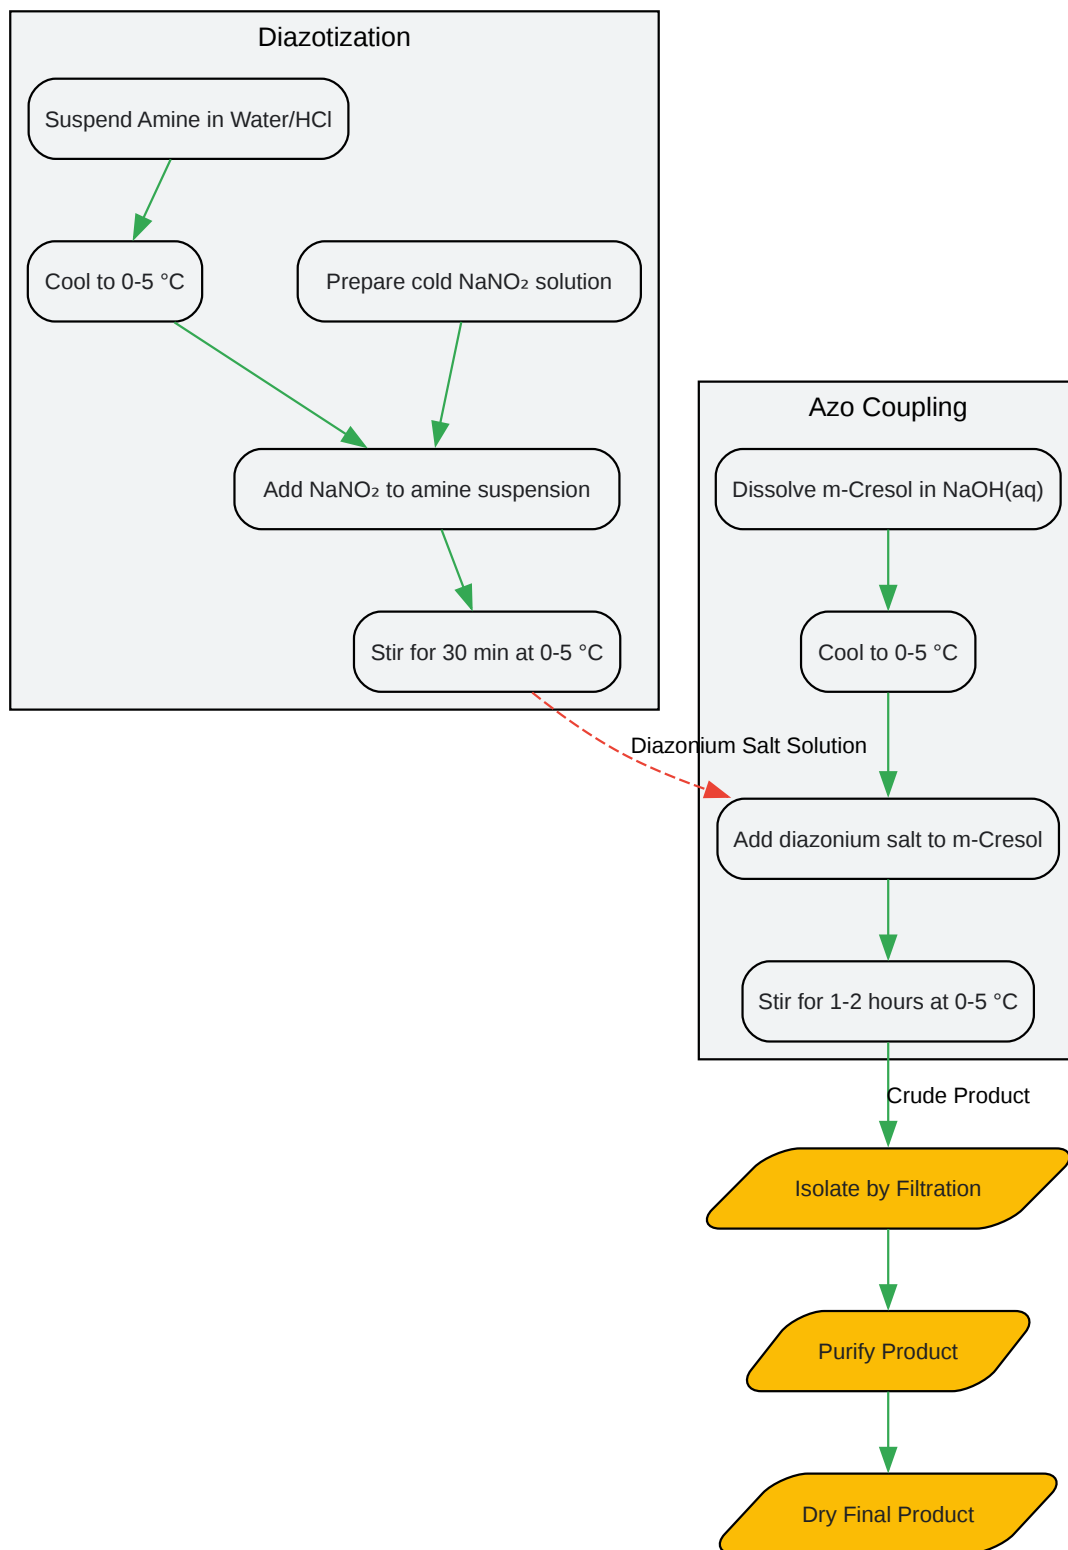 Diazotization
Suspend Amine in Water/HCl
Cool to 0-5 °C
Prepare cold NaNO₂ solution
Add NaNO₂ to amine suspension
Stir for 30 min at 0-5 °C
Diazonium Salt Solution
Azo Coupling
Dissolve m-Cresol in NaOH(aq)
Cool to 0-5 °C
Add diazonium salt to m-Cresol
Stir for 1-2 hours at 0-5 °C
Crude Product
Isolate by Filtration
Purify Product
Dry Final Product